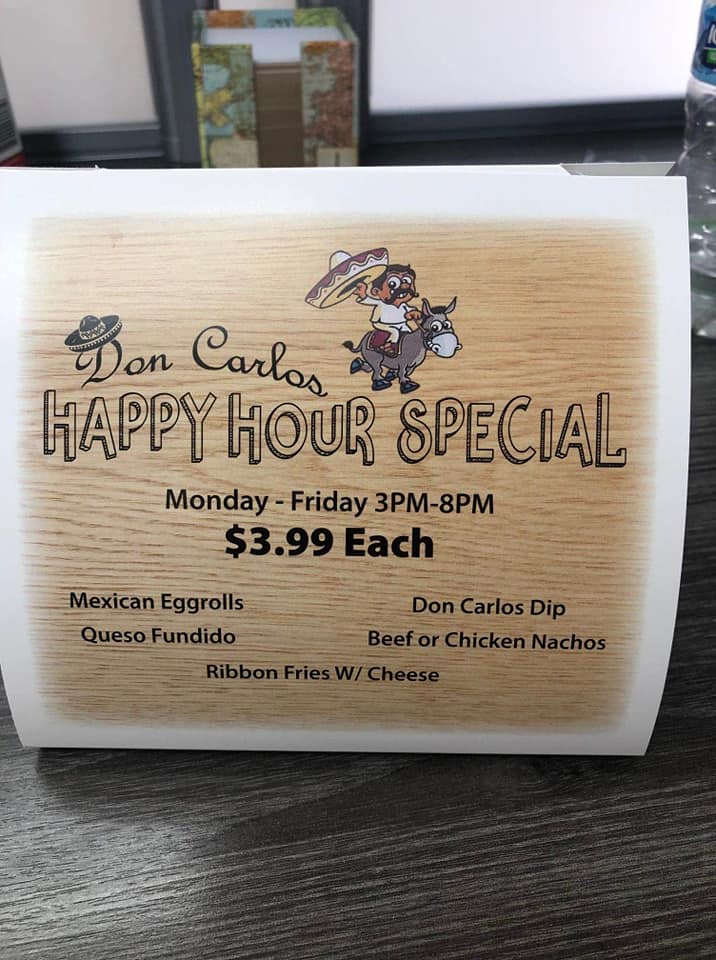 Don Carlos
HAPPY HOUR SPECIAL
Monday - Friday 3PM-8PM
$3.99 Each
Mexican Eggrolls
Don Carlos Dip
Queso Fundido
Beef or Chicken Nachos
Ribbon Fries W/ Cheese